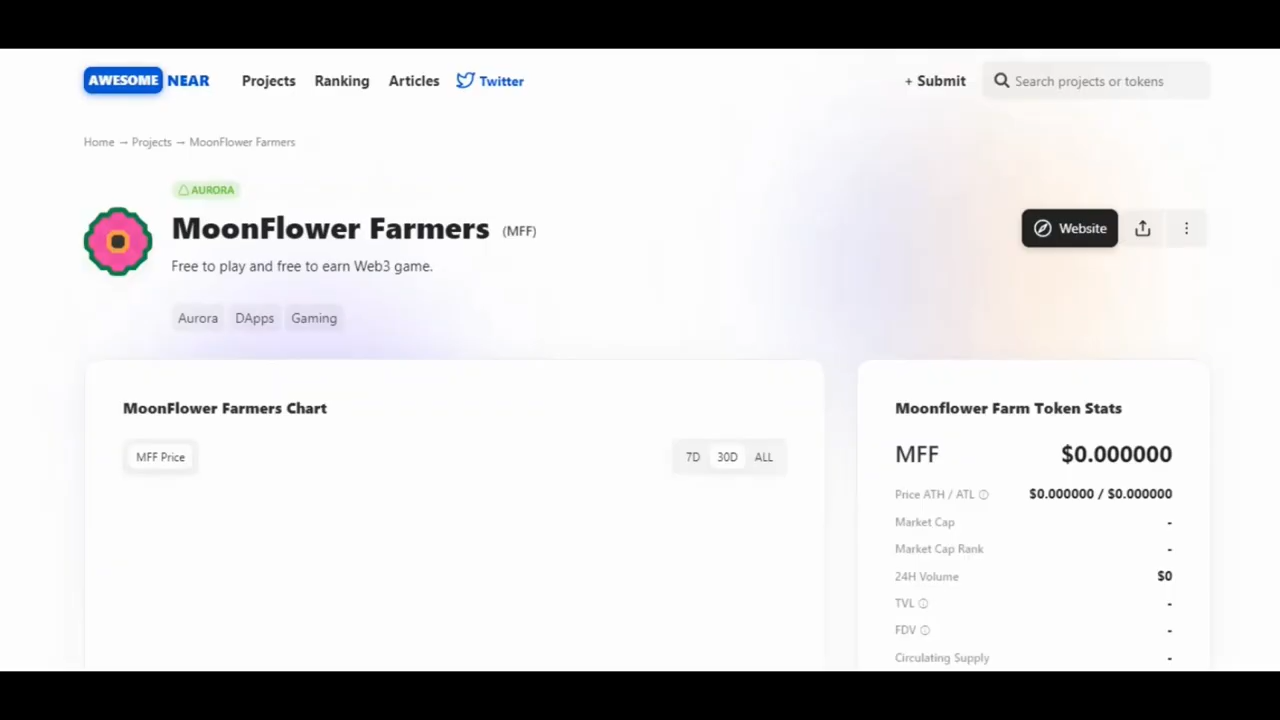 AWESOME NEAR Projects Ranking Articles Twitter + Submit Search projects or tokens
Home → Projects → MoonFlower Farmers
AURORA
MoonFlower Farmers (MFF)
Website
Free to play and free to earn Web3 game.
Aurora DApps Gaming
MoonFlower Farmers Chart
MFF Price 7D 30D ALL
Moonflower Farm Token Stats
MFF $0.000000
Price ATH / ATL $0.000000 / $0.000000
Market Cap -
Market Cap Rank -
24H Volume $0
TVL -
FDV -
Circulating Supply -